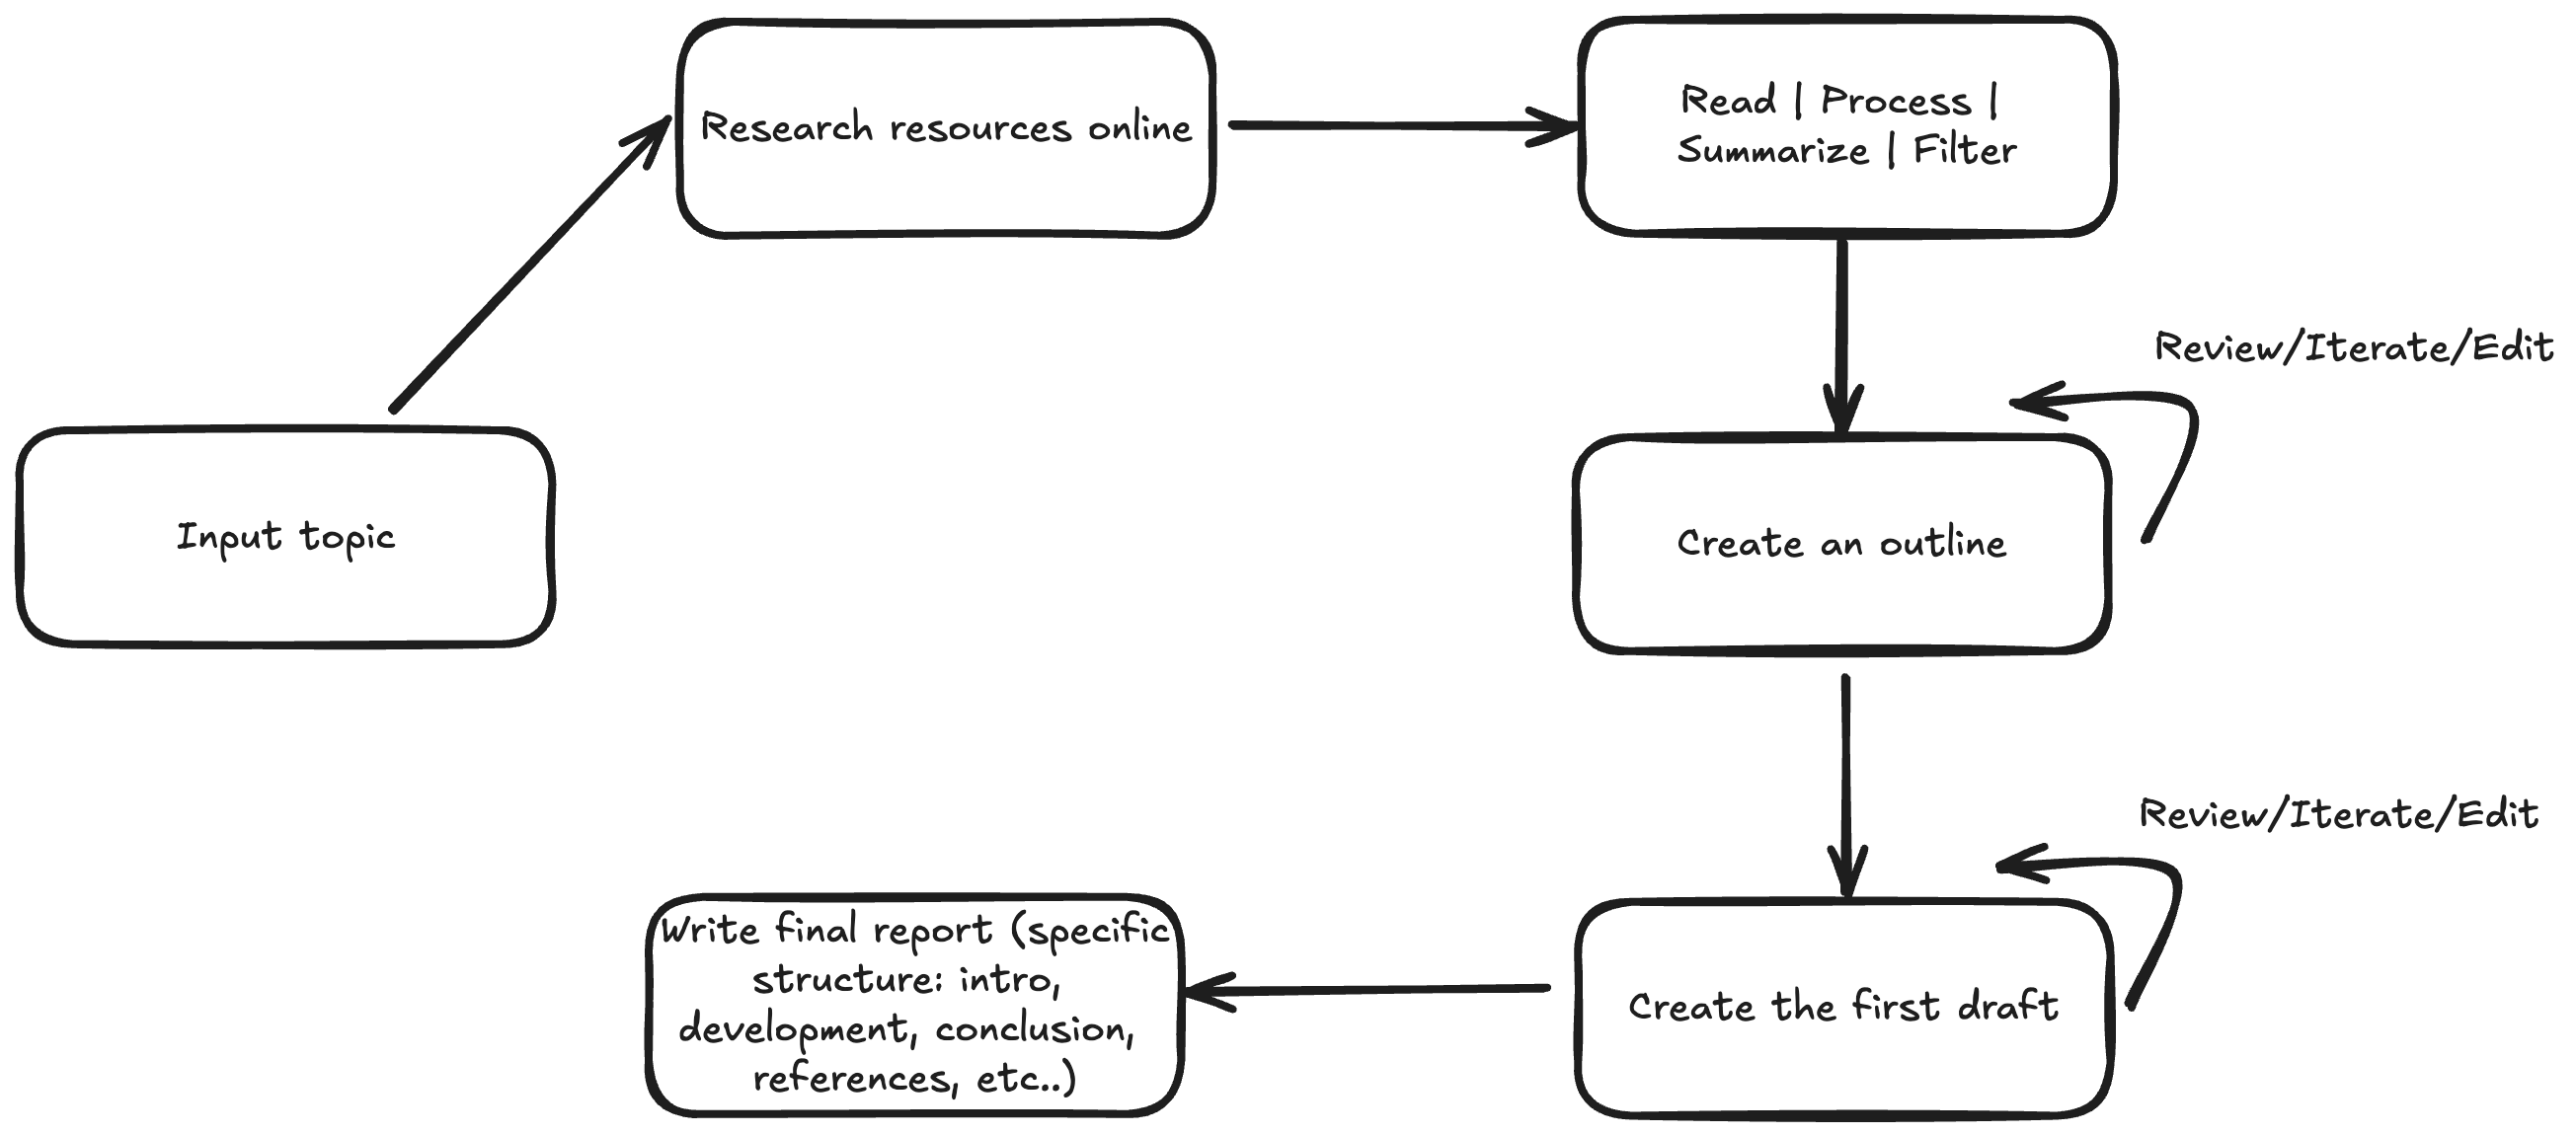 Research resources online
Read | Process |
Summarize | Filter
Review/Iterate/Edit
Input topic
Create an outline
Review/Iterate/Edit
Write final report (specific
structure: intro,
development, conclusion,
references, etc..)
Create the first draft